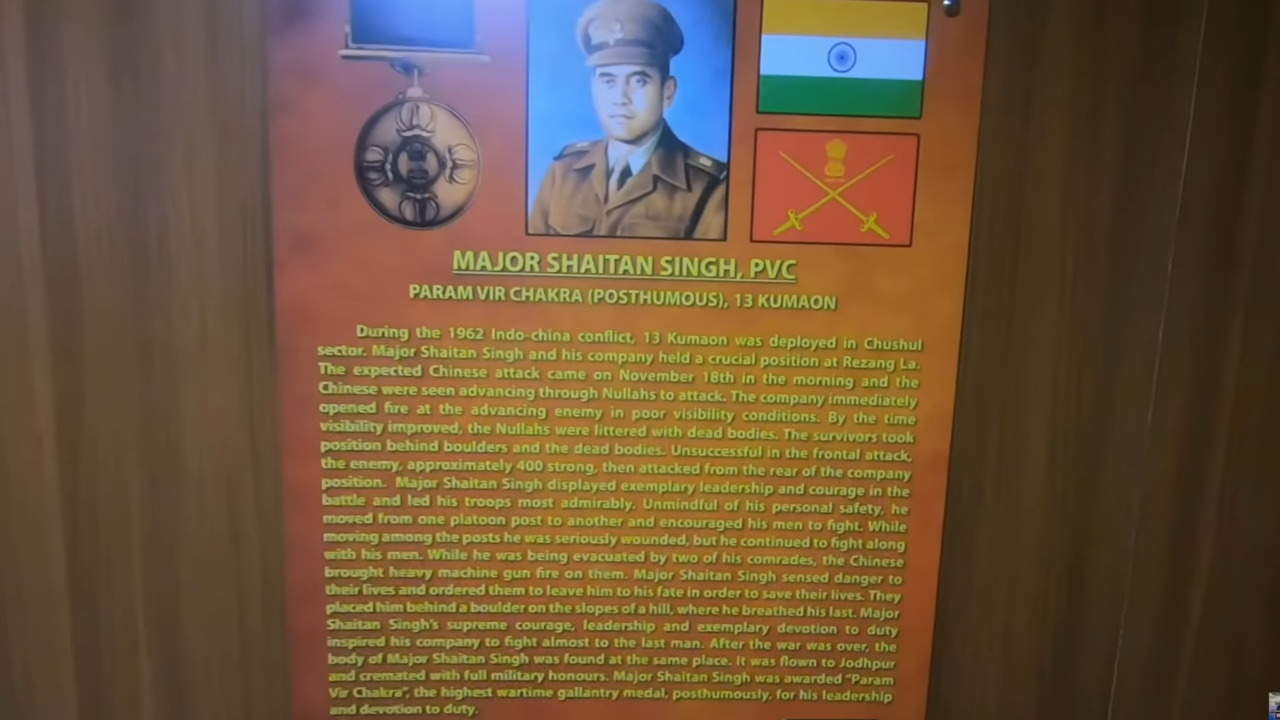 MAJOR SHAITAN SINGH, PVC
PARAM VIR CHAKRA (POSTHUMOUS), 13 KUMAON
During the 1962 Indo-china conflict, 13 Kumaon was deployed in Chushul
sector. Major Shaitan Singh and his company held a crucial position at Rezang La.
The expected Chinese attack came on November 18th in the morning and the
Chinese were seen advancing through Nullahs to attack. The company immediately
opened fire at the advancing enemy in poor visibility conditions. By the time
visibility improved, the Nullahs were littered with dead bodies. The survivors took
position behind boulders and the dead bodies. Unsuccessful in the frontal attack,
the enemy, approximately 400 strong, then attacked from the rear of the company
position. Major Shaitan Singh displayed exemplary leadership and courage in the
battle and led his troops most admirably. Unmindful of his personal safety, he
moved from one platoon post to another and encouraged his men to fight. While
moving among the posts he was seriously wounded, but he continued to fight along
with his men. While he was being evacuated by two of his comrades, the Chinese
brought heavy machine gun fire on them. Major Shaitan Singh sensed danger to
their lives and ordered them to leave him to his fate in order to save their lives. They
placed him behind a boulder on the slopes of a hill, where he breathed his last. Major
Shaitan Singh's supreme courage, leadership and exemplary devotion to duty
inspired his company to fight almost to the last man. After the war was over, the
body of Major Shaitan Singh was found at the same place. It was flown to Jodhpur
and cremated with full military honours. Major Shaitan Singh was awarded "Param
Vir Chakra", the highest wartime gallantry medal, posthumously, for his leadership
and devotion to duty.